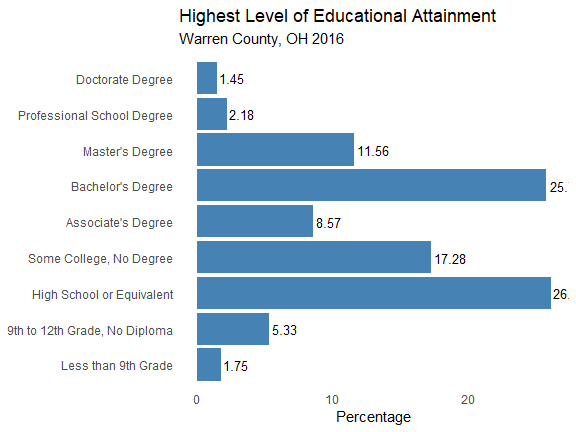 Highest Level of Educational Attainment
Warren County, OH 2016
Doctorate Degree 1.45
Professional School Degree 2.18
Master's Degree 11.56
Bachelor's Degree 25.
Associate's Degree 8.57
Some College, No Degree 17.28
High School or Equivalent 26.
9th to 12th Grade, No Diploma 5.33
Less than 9th Grade 1.75
0 10 20
Percentage